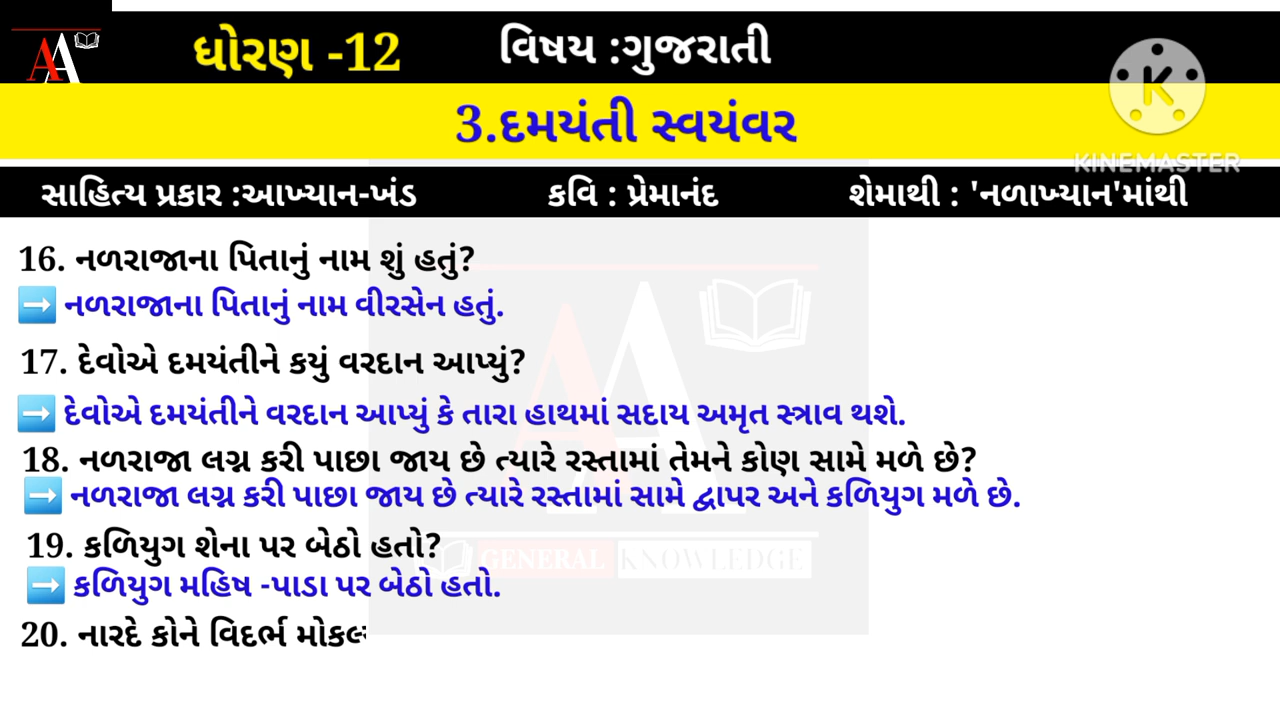 AA
ધોરણ -12
વિષય :ગુજરાતી
K
KINEMASTER
3.દમયંતી સ્વયંવર
સાહિત્ય પ્રકાર :આખ્યાન-ખંડ
કવિ : પ્રેમાનંદ
શેમાથી : 'નળાખ્યાન'માંથી
16. નળરાજાના પિતાનું નામ શું હતું?
➡ નળરાજાના પિતાનું નામ વીરસેન હતું.
17. દેવોએ દમયંતીને કયું વરદાન આપ્યું?
➡ દેવોએ દમયંતીને વરદાન આપ્યું કે તારા હાથમાં સદાય અમૃત સ્ત્રાવ થશે.
18. નળરાજા લગ્ન કરી પાછા જાય છે ત્યારે રસ્તામાં તેમને કોણ સામે મળે છે?
➡ નળરાજા લગ્ન કરી પાછા જાય છે ત્યારે રસ્તામાં સામે દ્વાપર અને કળિયુગ મળે છે.
19. કળિયુગ શેના પર બેઠો હતો?
➡ કળિયુગ મહિષ -પાડા પર બેઠો હતો.
GENERAL KNOWLEDGE
20. નારદે કોને વિદર્ભ